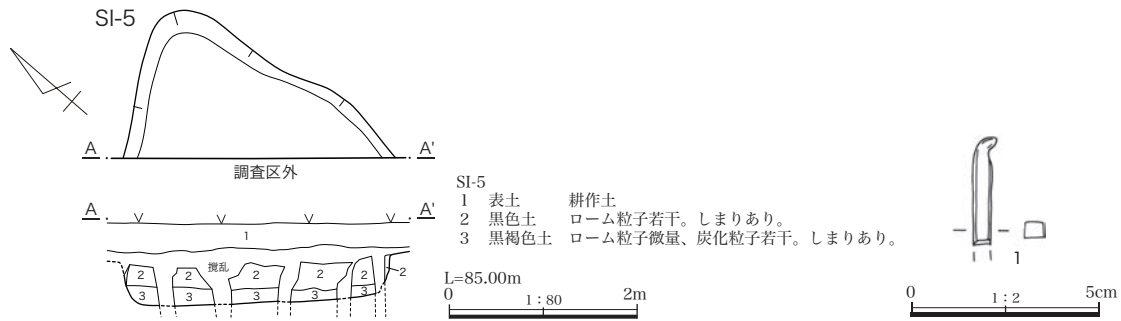 SI-5
A A'
調査区外
A A'
1
撹乱
2 2 2 2 2 2
3 3 3 3 3
SI-5
1 表土 耕作土
2 黒色土 ローム粒子若干。しまりあり。
3 黒褐色土 ローム粒子微量、炭化粒子若干。しまりあり。
L=85.00m
0 1：80 2m
1
0 1：2 5cm